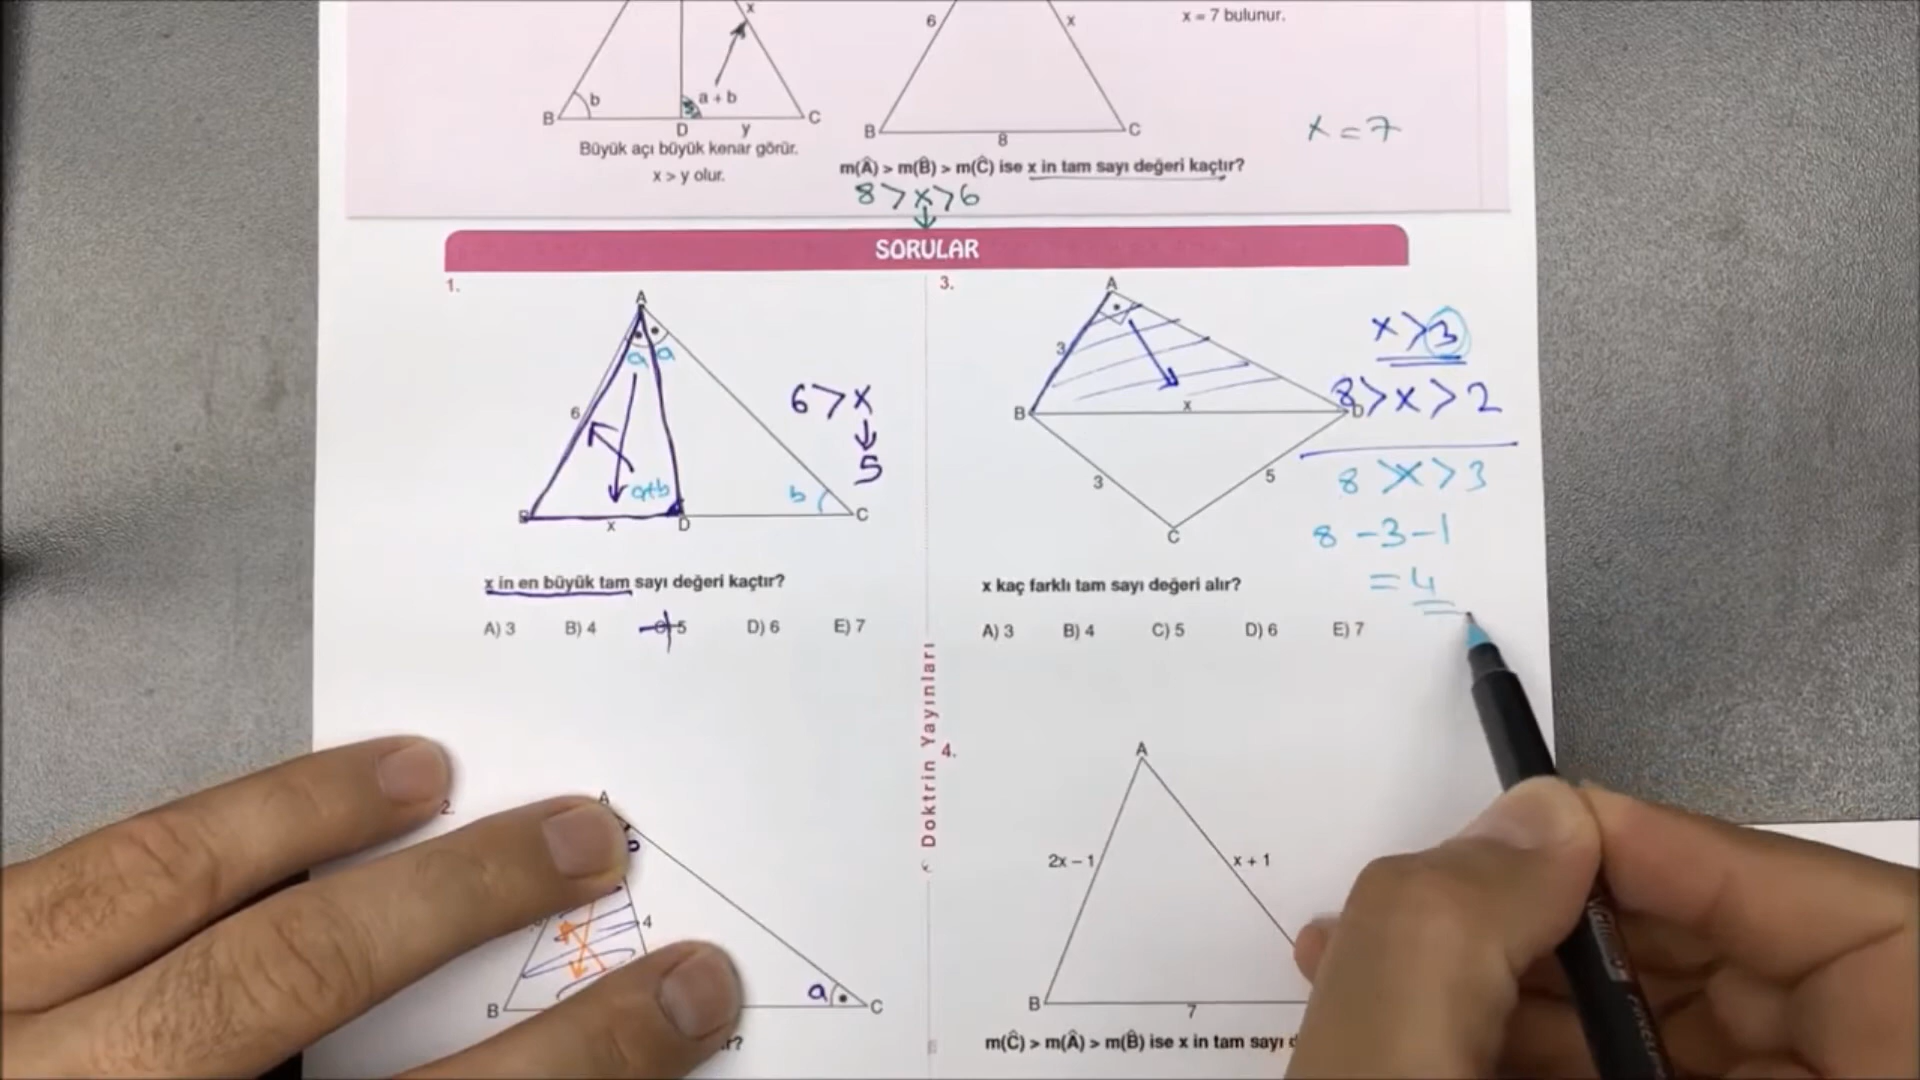 x
B
b
a + b
D
y
C
Büyük açı büyük kenar görür.
x > y olur.
6
x
B
8
C
x = 7 bulunur.
x = 7
m(Â) > m(B̂) > m(Ĉ) ise x in tam sayı değeri kaçtır?
8 > x > 6
SORULAR
1.
A
a
a
6
a+b
b
B
x
D
C
6 > x
5
x in en büyük tam sayı değeri kaçtır?
A) 3 B) 4 C) 5 D) 6 E) 7
2.
A
b
4
B
a
C
r?
3.
A
3
B
x
D
3
5
C
x > 3
8 > x > 2
8 > x > 3
8 - 3 - 1
= 4
x kaç farklı tam sayı değeri alır?
A) 3 B) 4 C) 5 D) 6 E) 7
Doktrin Yayınları
4.
A
2x – 1
x + 1
B
7
m(Ĉ) > m(Â) > m(B̂) ise x in tam sayı